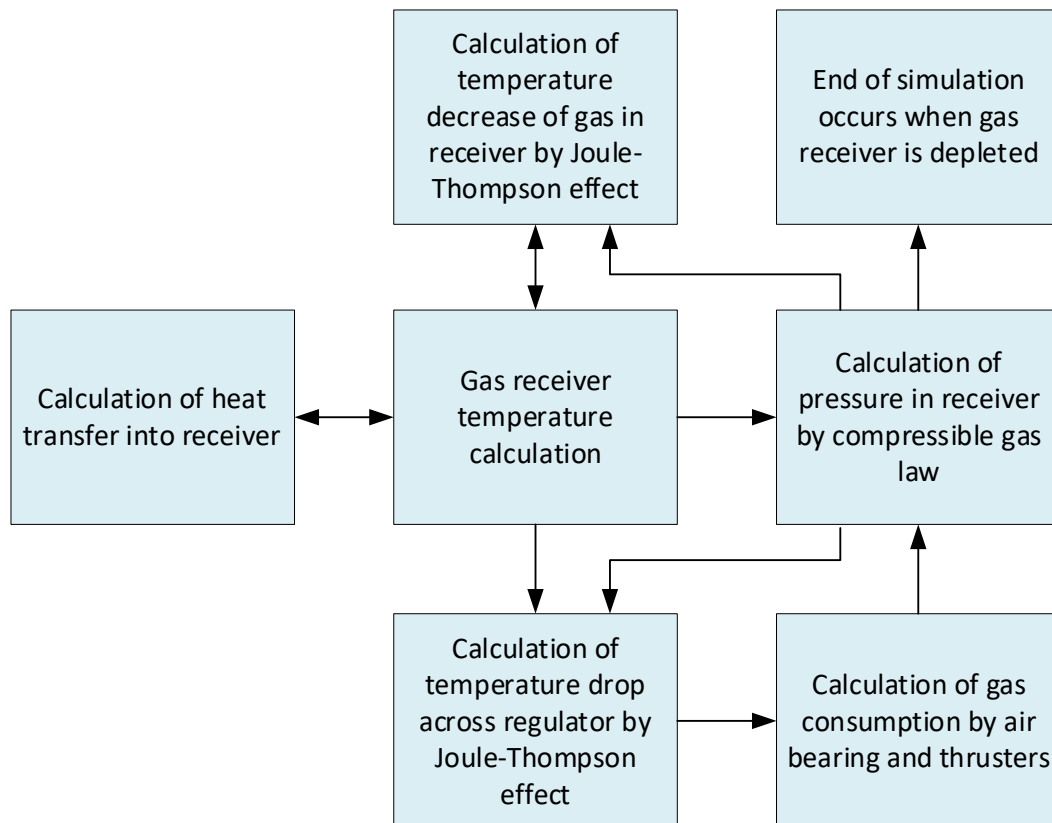 Calculation of
temperature
decrease of gas in
receiver by Joule-
Thompson effect
End of simulation
occurs when gas
receiver is depleted
Calculation of heat
transfer into receiver
Gas receiver
temperature
calculation
Calculation of
pressure in receiver
by compressible gas
law
Calculation of
temperature drop
across regulator by
Joule-Thompson
effect
Calculation of gas
consumption by air
bearing and thrusters